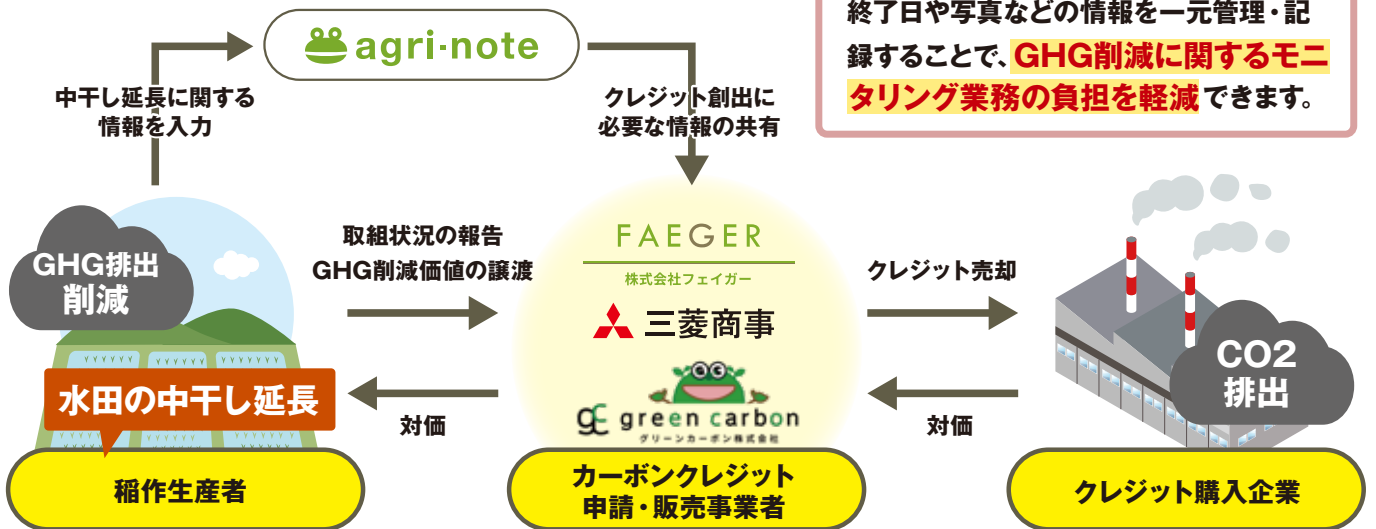 終了日や写真などの情報を一元管理・記
録することで、GHG削減に関するモニ
タリング業務の負担を軽減できます。
agri-note
中干し延長に関する
情報を入力
クレジット創出に
必要な情報の共有
GHG排出
削減
水田の中干し延長
稲作生産者
取組状況の報告
GHG削減価値の譲渡
対価
FAEGER
株式会社フェイガー
三菱商事
gc green carbon
グリーンカーボン株式会社
カーボンクレジット
申請・販売事業者
クレジット売却
対価
CO2
排出
クレジット購入企業